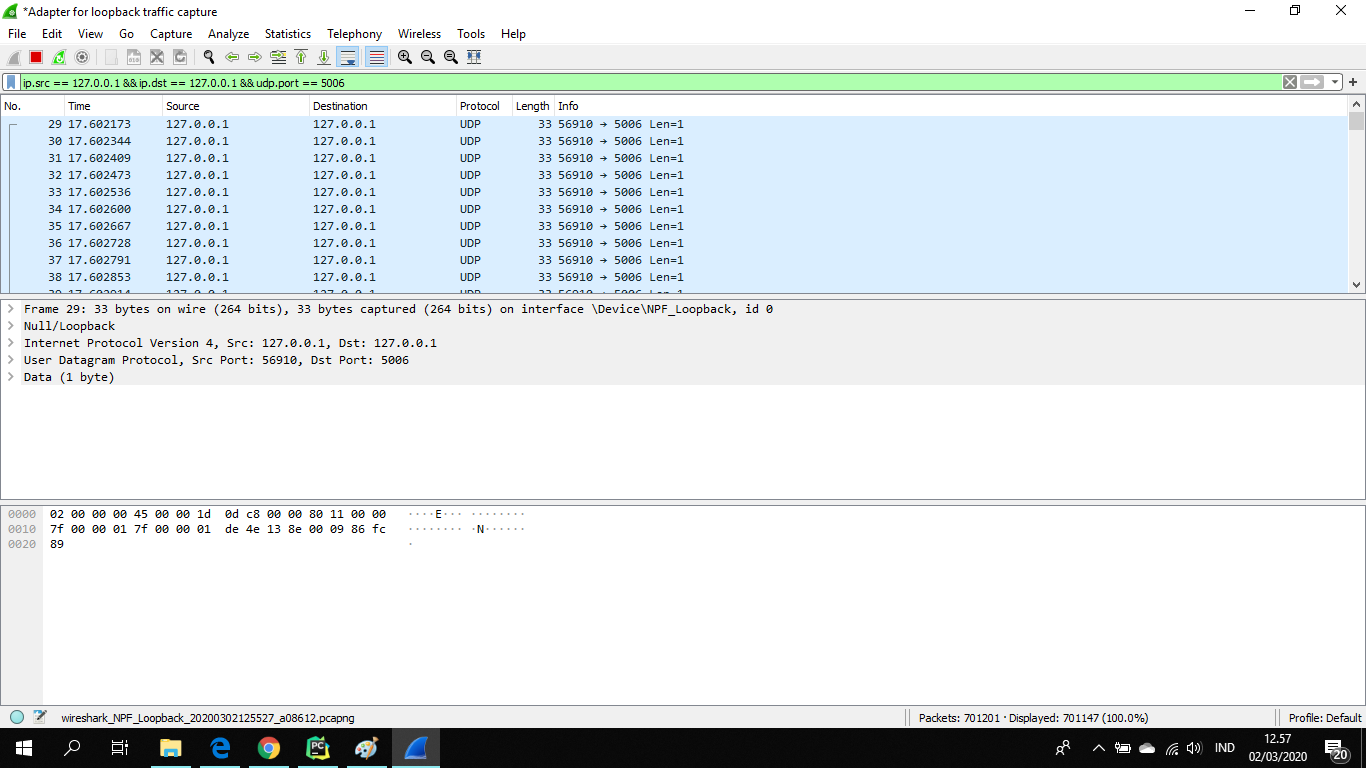 *Adapter for loopback traffic capture
File Edit View Go Capture Analyze Statistics Telephony Wireless Tools Help
ip.src == 127.0.0.1 && ip.dst == 127.0.0.1 && udp.port == 5006
No. Time Source Destination Protocol Length Info
29 17.602173 127.0.0.1 127.0.0.1 UDP 33 56910 → 5006 Len=1
30 17.602344 127.0.0.1 127.0.0.1 UDP 33 56910 → 5006 Len=1
31 17.602409 127.0.0.1 127.0.0.1 UDP 33 56910 → 5006 Len=1
32 17.602473 127.0.0.1 127.0.0.1 UDP 33 56910 → 5006 Len=1
33 17.602536 127.0.0.1 127.0.0.1 UDP 33 56910 → 5006 Len=1
34 17.602600 127.0.0.1 127.0.0.1 UDP 33 56910 → 5006 Len=1
35 17.602667 127.0.0.1 127.0.0.1 UDP 33 56910 → 5006 Len=1
36 17.602728 127.0.0.1 127.0.0.1 UDP 33 56910 → 5006 Len=1
37 17.602791 127.0.0.1 127.0.0.1 UDP 33 56910 → 5006 Len=1
38 17.602853 127.0.0.1 127.0.0.1 UDP 33 56910 → 5006 Len=1
Frame 29: 33 bytes on wire (264 bits), 33 bytes captured (264 bits) on interface \Device\NPF_Loopback, id 0
Null/Loopback
Internet Protocol Version 4, Src: 127.0.0.1, Dst: 127.0.0.1
User Datagram Protocol, Src Port: 56910, Dst Port: 5006
Data (1 byte)
0000 02 00 00 00 45 00 00 1d 0d c8 00 00 80 11 00 00 ····E··· ········
0010 7f 00 00 01 7f 00 00 01 de 4e 13 8e 00 09 86 fc ········ ·N······
0020 89 ·
wireshark_NPF_Loopback_20200302125527_a08612.pcapng Packets: 701201 · Displayed: 701147 (100.0%) Profile: Default
IND 12.57
02/03/2020
20